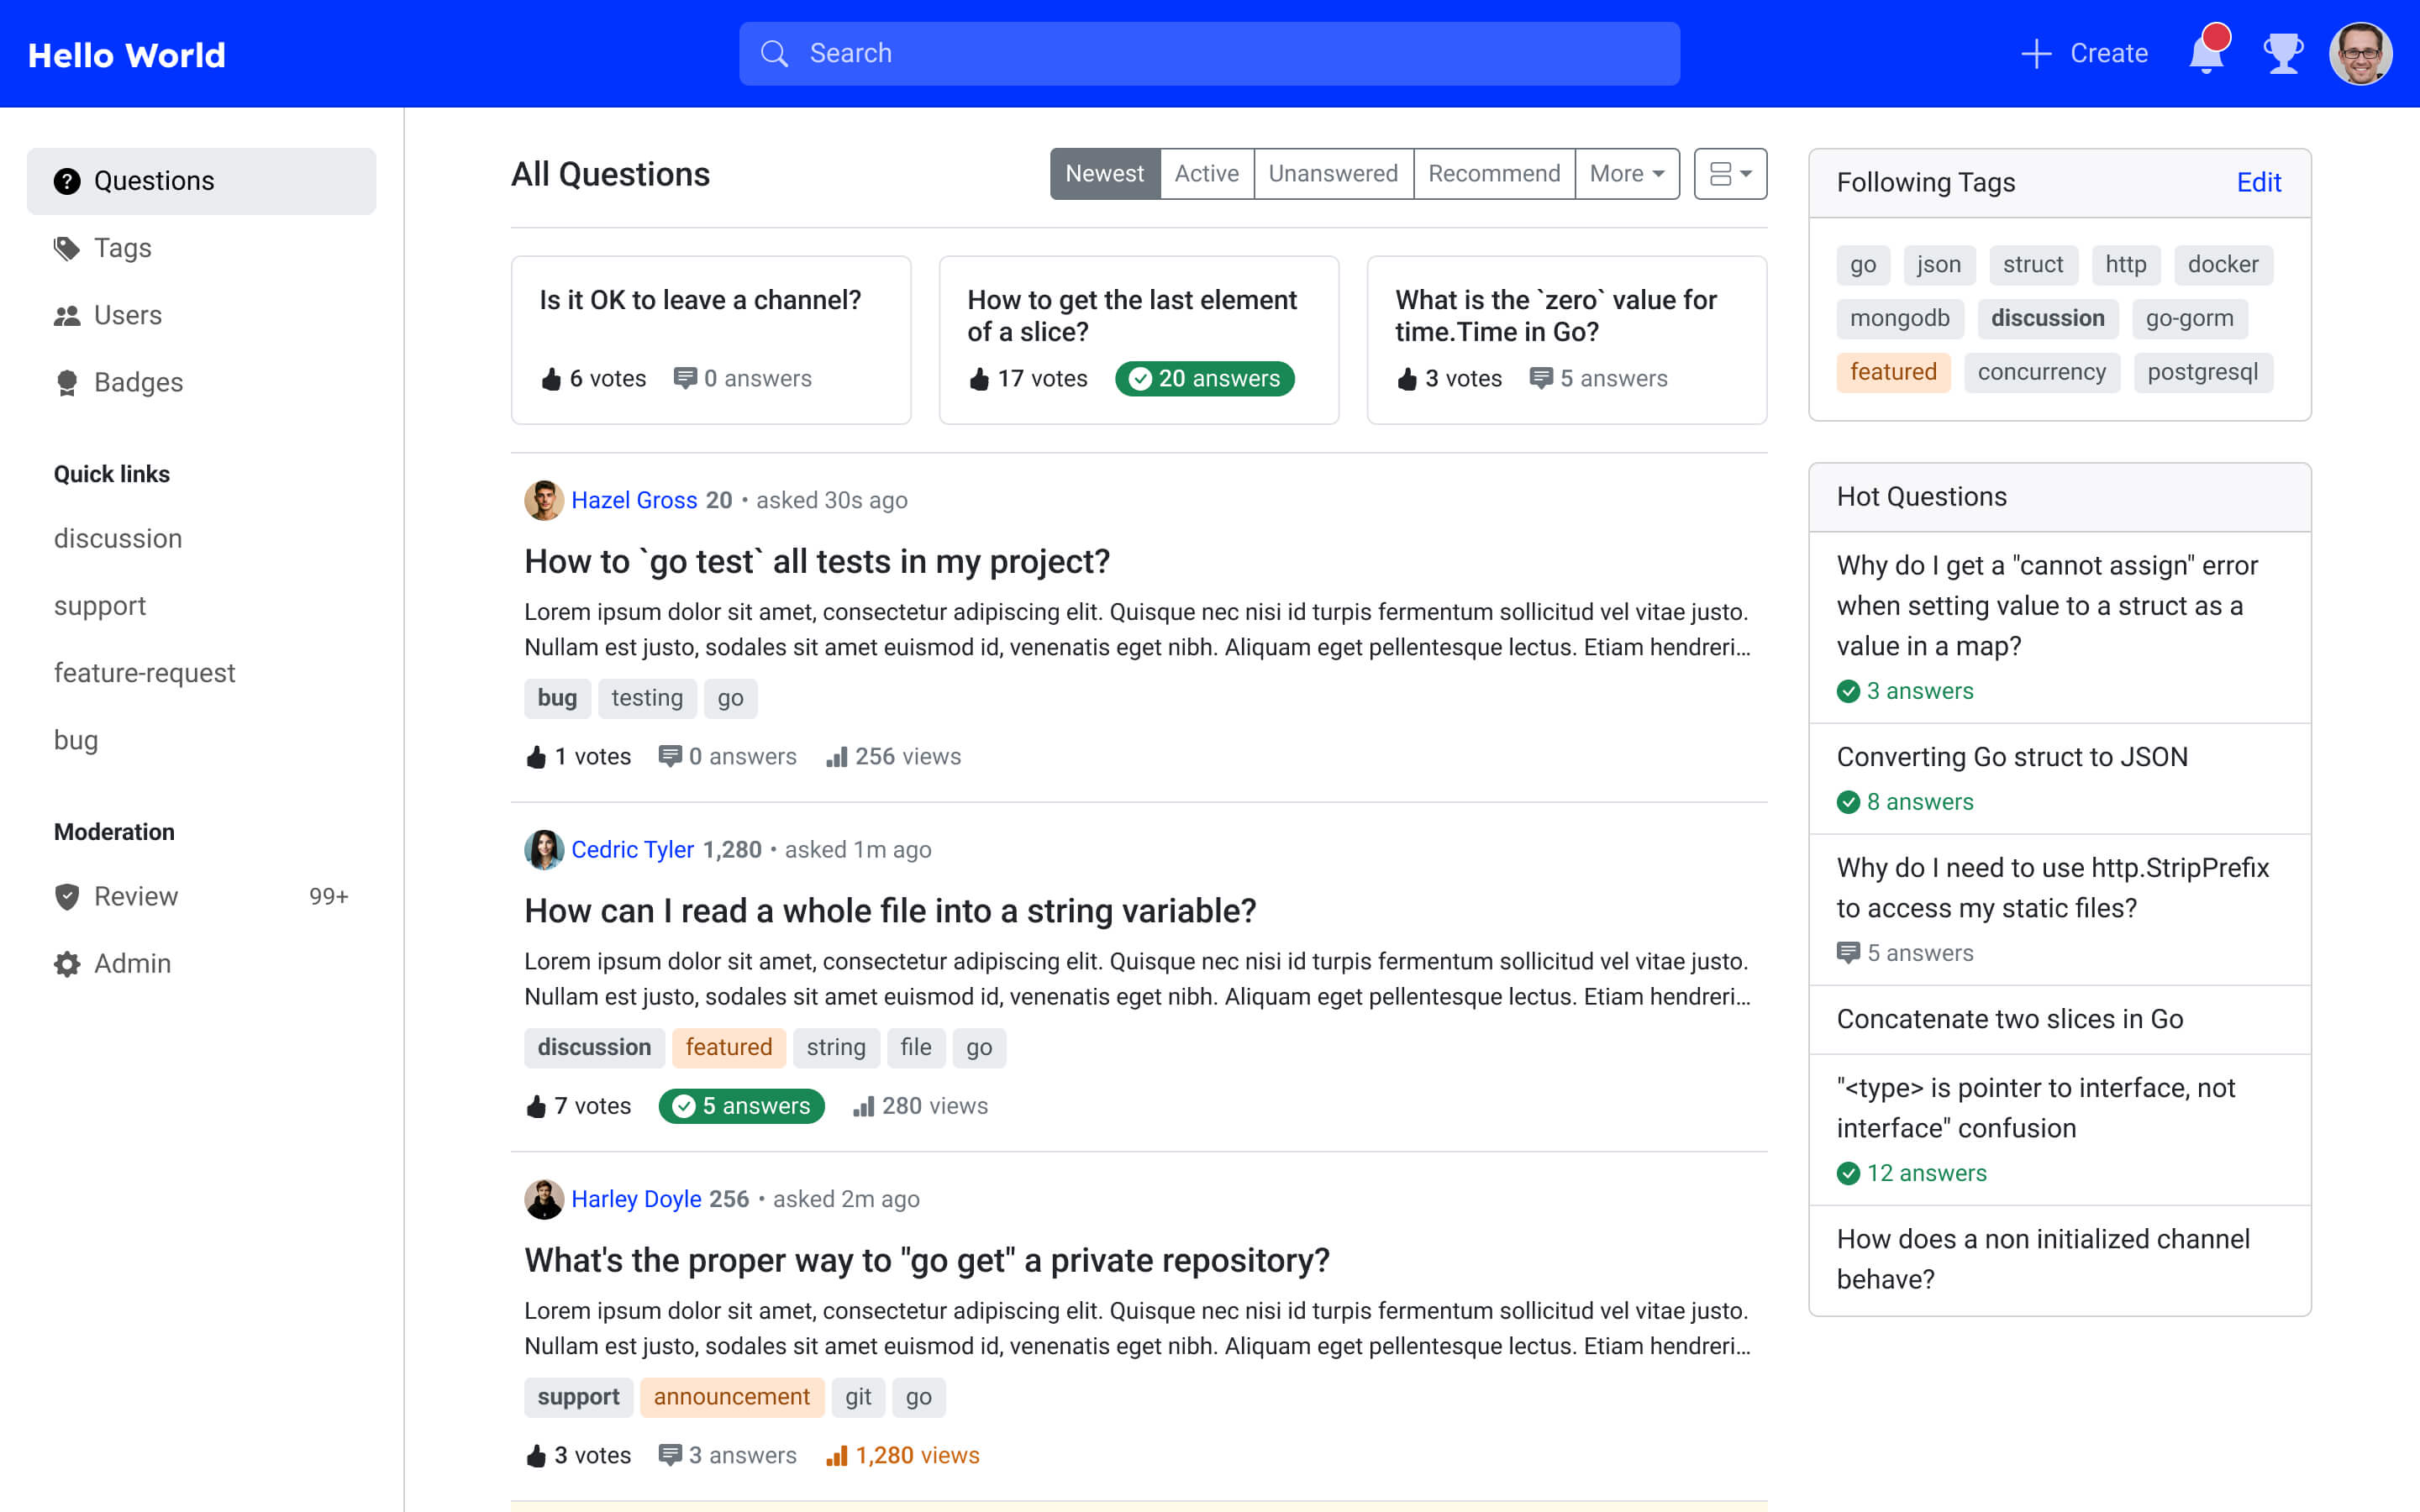 Hello World
Search
Create
Questions
Tags
Users
Badges
Quick links
discussion
support
feature-request
bug
Moderation
Review 99+
Admin
All Questions
Newest Active Unanswered Recommend More
Is it OK to leave a channel?
6 votes 0 answers
How to get the last element
of a slice?
17 votes 20 answers
What is the `zero` value for
time.Time in Go?
3 votes 5 answers
Hazel Gross 20 • asked 30s ago
How to `go test` all tests in my project?
Lorem ipsum dolor sit amet, consectetur adipiscing elit. Quisque nec nisi id turpis fermentum sollicitud vel vitae justo.
Nullam est justo, sodales sit amet euismod id, venenatis eget nibh. Aliquam eget pellentesque lectus. Etiam hendreri...
bug testing go
1 votes 0 answers 256 views
Cedric Tyler 1,280 • asked 1m ago
How can I read a whole file into a string variable?
Lorem ipsum dolor sit amet, consectetur adipiscing elit. Quisque nec nisi id turpis fermentum sollicitud vel vitae justo.
Nullam est justo, sodales sit amet euismod id, venenatis eget nibh. Aliquam eget pellentesque lectus. Etiam hendreri...
discussion featured string file go
7 votes 5 answers 280 views
Harley Doyle 256 • asked 2m ago
What's the proper way to "go get" a private repository?
Lorem ipsum dolor sit amet, consectetur adipiscing elit. Quisque nec nisi id turpis fermentum sollicitud vel vitae justo.
Nullam est justo, sodales sit amet euismod id, venenatis eget nibh. Aliquam eget pellentesque lectus. Etiam hendreri...
support announcement git go
3 votes 3 answers 1,280 views
Following Tags Edit
go json struct http docker
mongodb discussion go-gorm
featured concurrency postgresql
Hot Questions
Why do I get a "cannot assign" error
when setting value to a struct as a
value in a map?
3 answers
Converting Go struct to JSON
8 answers
Why do I need to use http.StripPrefix
to access my static files?
5 answers
Concatenate two slices in Go
"<type> is pointer to interface, not
interface" confusion
12 answers
How does a non initialized channel
behave?